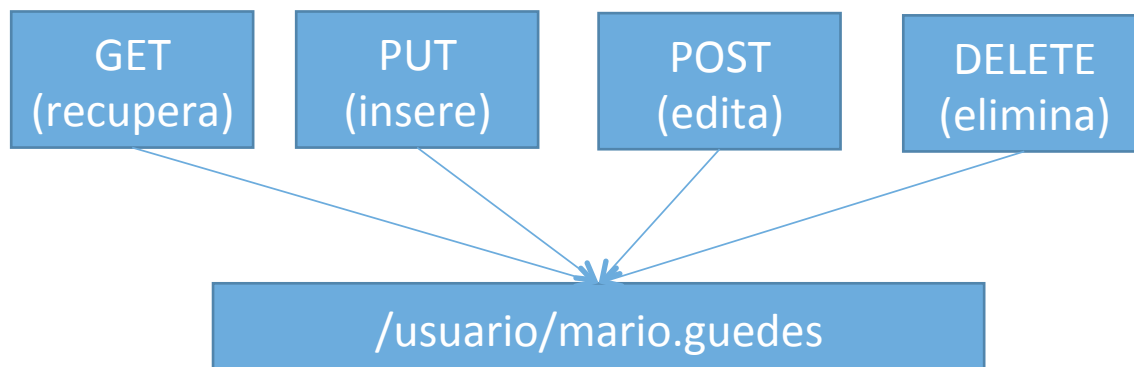 GET
(recupera)
PUT
(insere)
POST
(edita)
DELETE
(elimina)
/usuario/mario.guedes